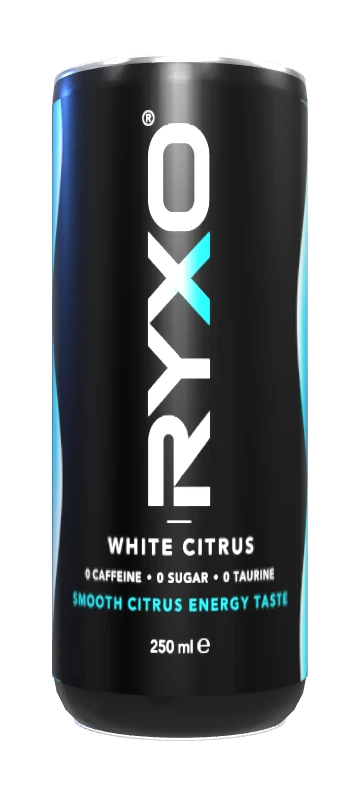 RYXO®
WHITE CITRUS
0 CAFFEINE • 0 SUGAR • 0 TAURINE
SMOOTH CITRUS ENERGY TASTE
250 ml ℮